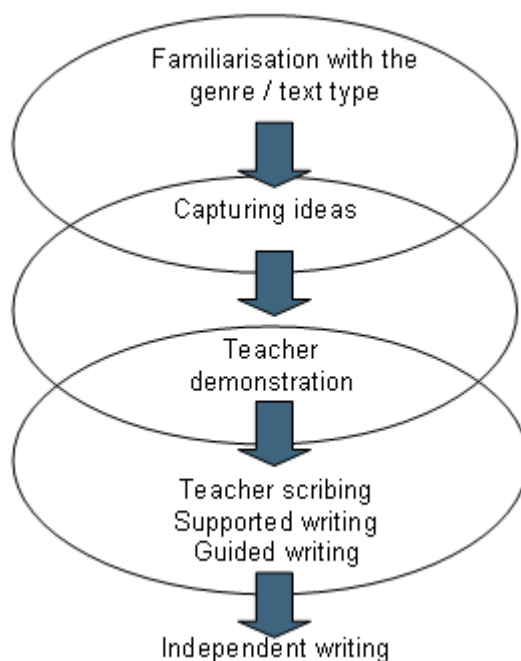 Familiarisation with the
genre / text type
Capturing ideas
Teacher
demonstration
Teacher scribing
Supported writing
Guided writing
Independent writing